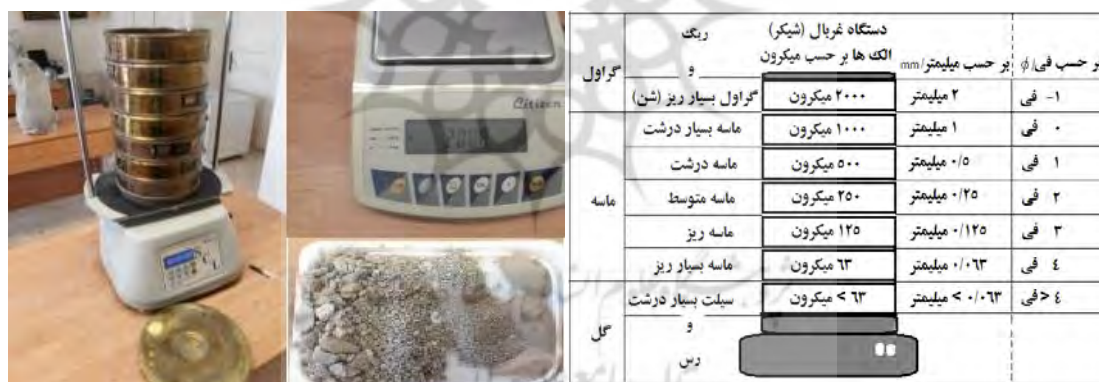 Citizen
دستگاه غربال (شیکر)
الک ها بر حسب میکرون
ریگ
و
گراول
بر حسب میلیمتر/mm
بر حسب فی/ϕ
گراول بسیار ریز (شن)
۲۰۰۰ میکرون
۲ میلیمتر
۱- فی
ماسه بسیار درشت
۱۰۰۰ میکرون
۱ میلیمتر
۰ فی
ماسه درشت
۵۰۰ میکرون
۰/۵ میلیمتر
۱ فی
ماسه
ماسه متوسط
۲۵۰ میکرون
۰/۲۵ میلیمتر
۲ فی
ماسه ریز
۱۲۵ میکرون
۰/۱۲۵ میلیمتر
۳ فی
ماسه بسیار ریز
۶۳ میکرون
۰/۰۶۳ میلیمتر
٤ فی
سیلت بسیار درشت
۶۳ > میکرون
۰/۰۶۳ > میلیمتر
٤ <فی
و
گل
رس